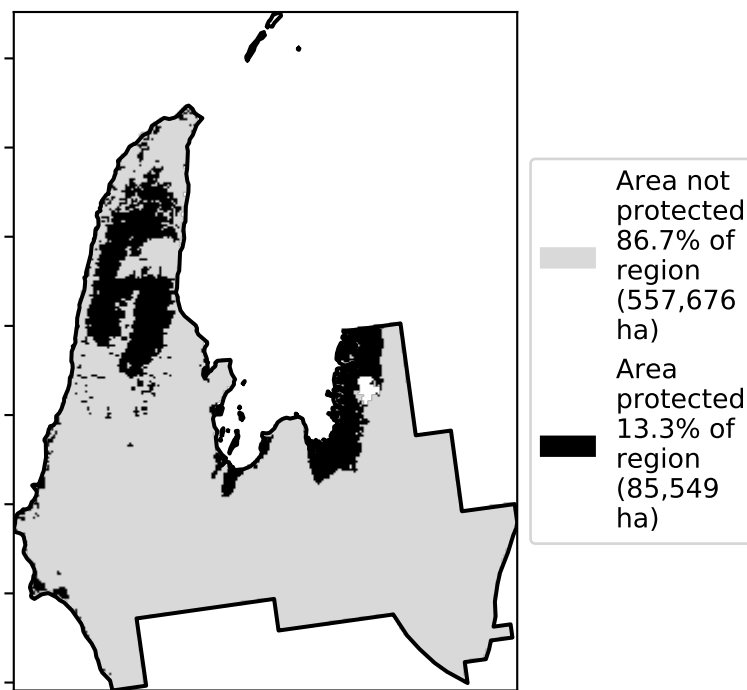 Area not
protected
86.7% of
region
(557,676
ha)
Area
protected
13.3% of
region
(85,549
ha)